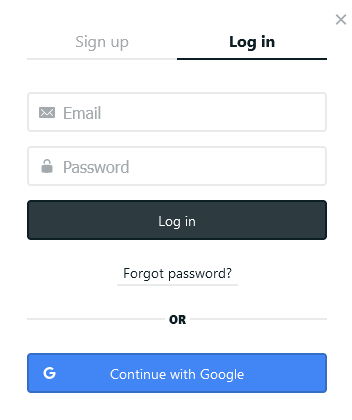 Sign up Log in
Email
Password
Log in
Forgot password?
OR
Continue with Google